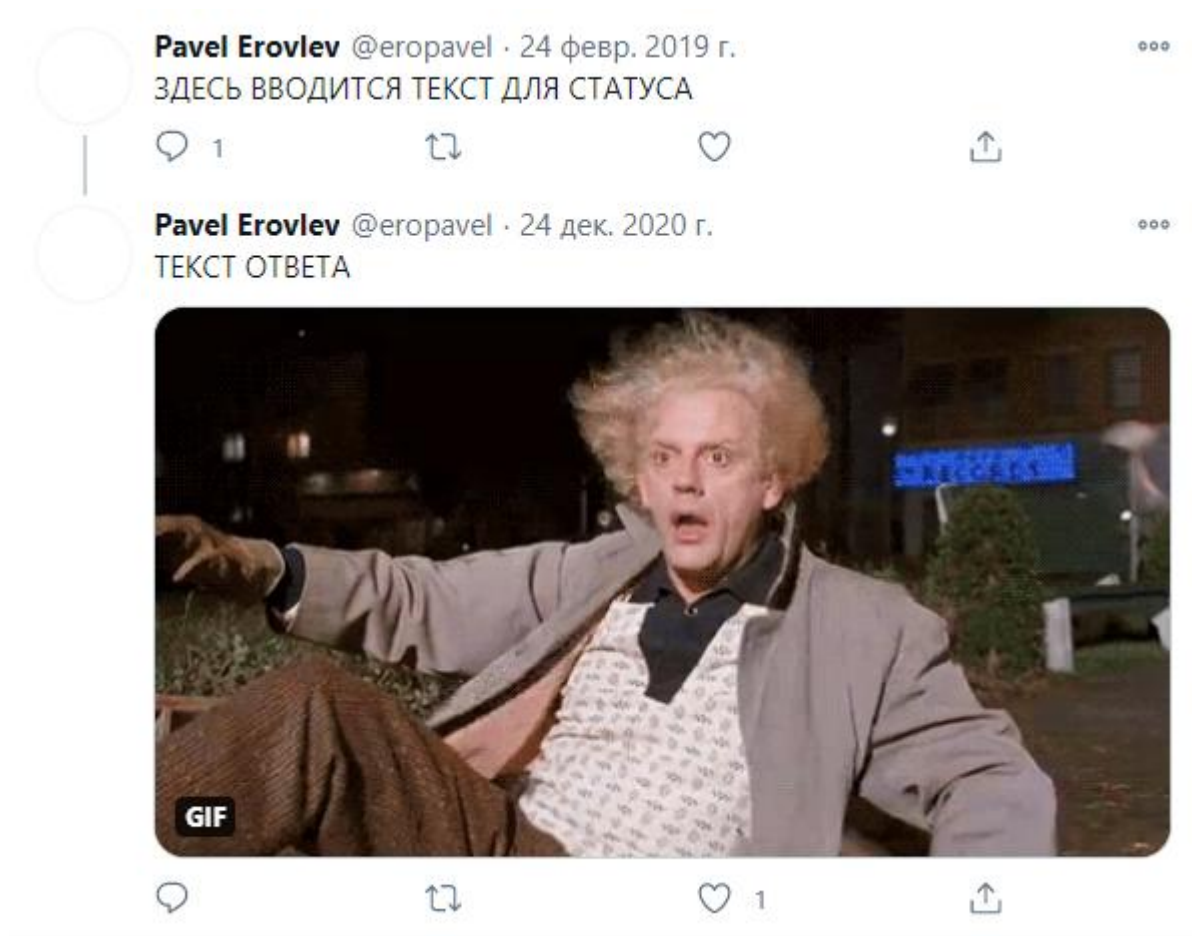 Pavel Erovlev @eropavel · 24 февр. 2019 г.
ЗДЕСЬ ВВОДИТСЯ ТЕКСТ ДЛЯ СТАТУСА
1
Pavel Erovlev @eropavel · 24 дек. 2020 г.
ТЕКСТ ОТВЕТА
RECORDS
GIF
1